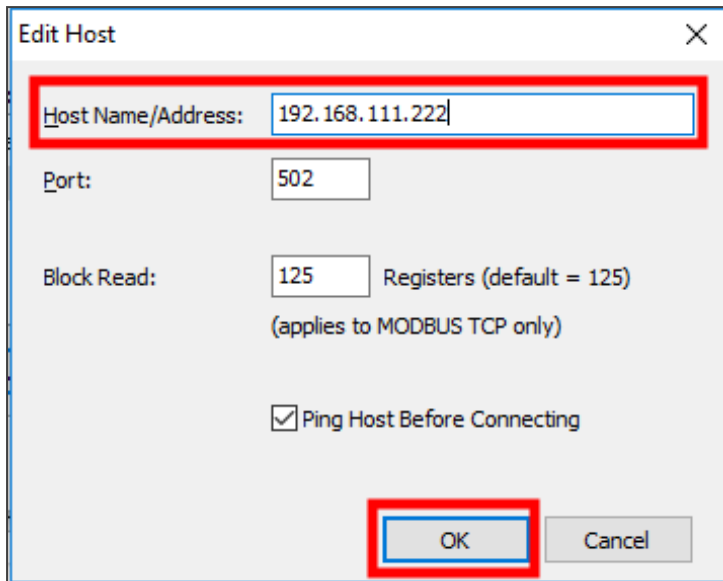 Edit Host
Host Name/Address: 192.168.111.222
Port: 502
Block Read: 125 Registers (default = 125)
(applies to MODBUS TCP only)
Ping Host Before Connecting
OK Cancel